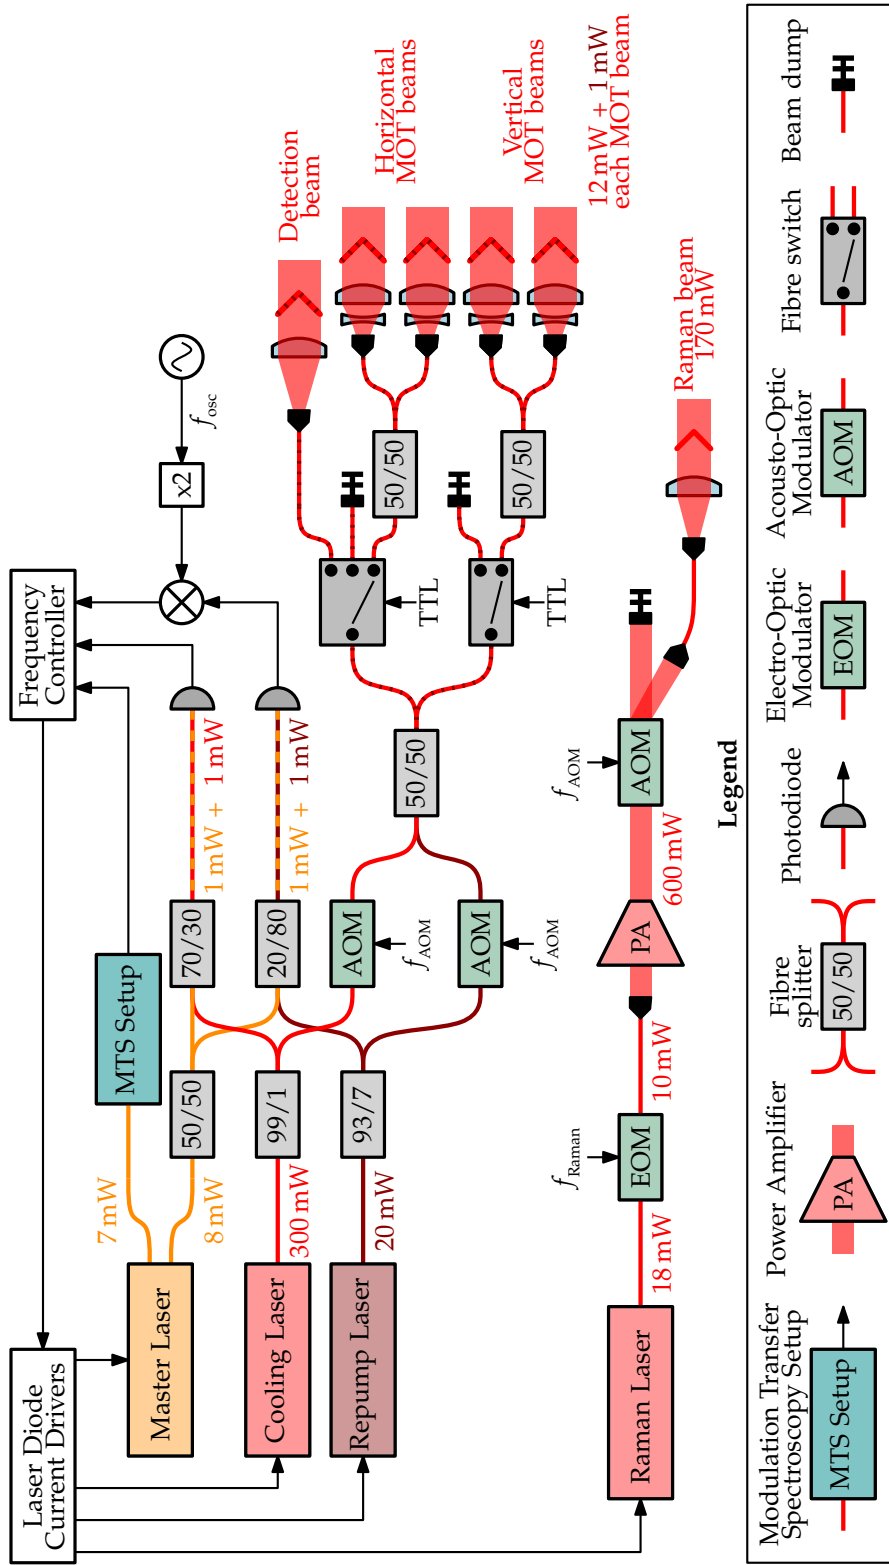 Laser Diode
Current Drivers
Frequency
Controller
Master Laser
7 mW
8 mW
MTS Setup
50/50
70/30
1 mW + 1 mW
x2
f_osc
Cooling Laser
300 mW
99/1
20/80
1 mW + 1 mW
Repump Laser
20 mW
93/7
AOM
f_AOM
AOM
f_AOM
50/50
TTL
TTL
50/50
50/50
Detection
beam
Horizontal
MOT beams
Vertical
MOT beams
12 mW + 1 mW
each MOT beam
Raman Laser
18 mW
f_Raman
EOM
10 mW
PA
600 mW
f_AOM
AOM
Raman beam
170 mW
Legend
Modulation Transfer
Spectroscopy Setup
MTS Setup
Power Amplifier
PA
Fibre
splitter
50/50
Photodiode
Electro-Optic
Modulator
EOM
Acousto-Optic
Modulator
AOM
Fibre switch
Beam dump